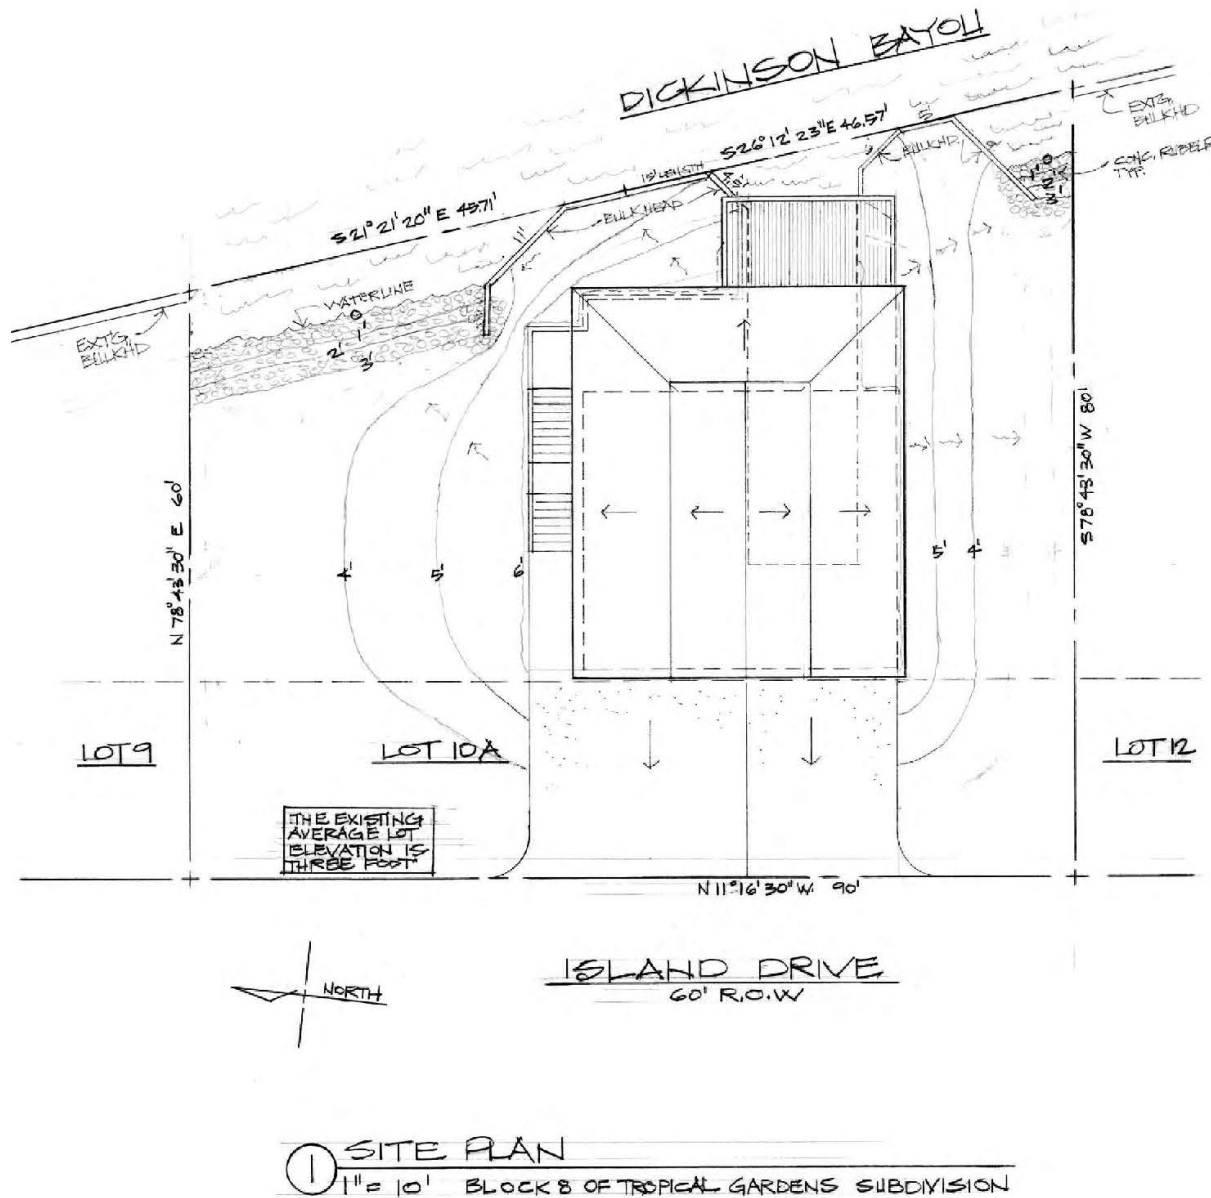 DICKINSON BAYOU
S26°12'23"E 46.57'
5'
BULKHD.
EXTG.
BULKHD
CONC. RUBBLE
TYP.
0
1'
2'
3'
15' LENGTH
BULKHEAD
11'
S21°21'20"E 45.71'
WATERLINE
0
1'
2'
3'
EXTG.
BULKHD
N 78°43'30" E 60'
S78°43'30"W 80'
4'
5'
6'
5'
4'
LOT 9
LOT 10A
LOT 12
THE EXISTING
AVERAGE LOT
ELEVATION IS
THREE FOOT
N11°16'30"W. 90'
ISLAND DRIVE
60' R.O.W
NORTH
1 SITE PLAN
1" = 10' BLOCK 8 OF TROPICAL GARDENS SUBDIVISION